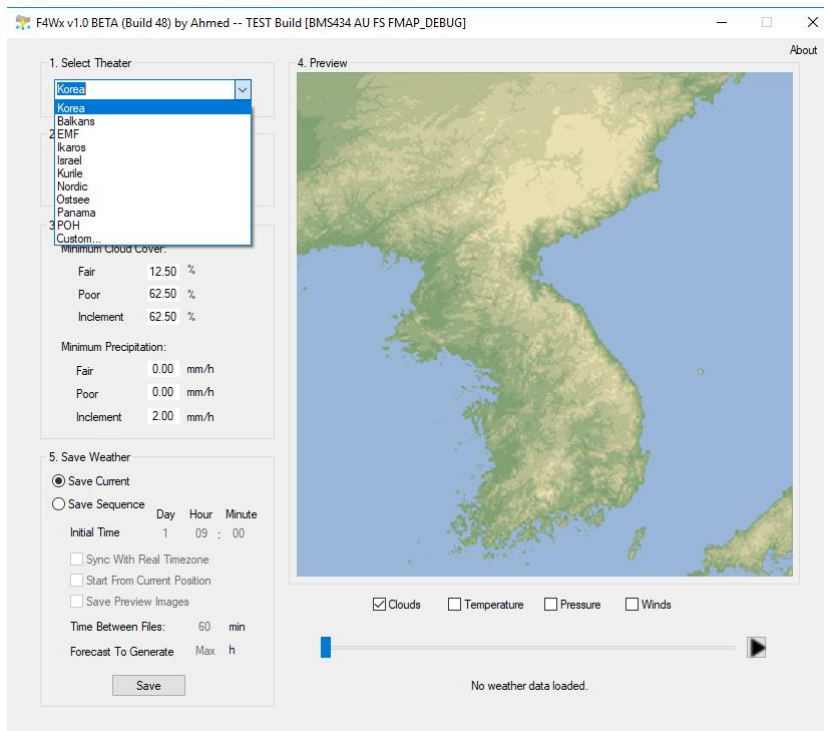 F4Wx v1.0 BETA (Build 48) by Ahmed -- TEST Build [BMS434 AU FS FMAP_DEBUG]
About
1. Select Theater
Korea
Korea
Balkans
2 EMF
Ikaros
Israel
Kurile
Nordic
Ostsee
Panama
3 POH
Custom...
Minimum Cloud Cover:
Fair 12.50 %
Poor 62.50 %
Inclement 62.50 %
Minimum Precipitation:
Fair 0.00 mm/h
Poor 0.00 mm/h
Inclement 2.00 mm/h
5. Save Weather
Save Current
Save Sequence
Day Hour Minute
Initial Time 1 09 : 00
Sync With Real Timezone
Start From Current Position
Save Preview Images
Time Between Files: 60 min
Forecast To Generate Max h
Save
4. Preview
Clouds Temperature Pressure Winds
No weather data loaded.